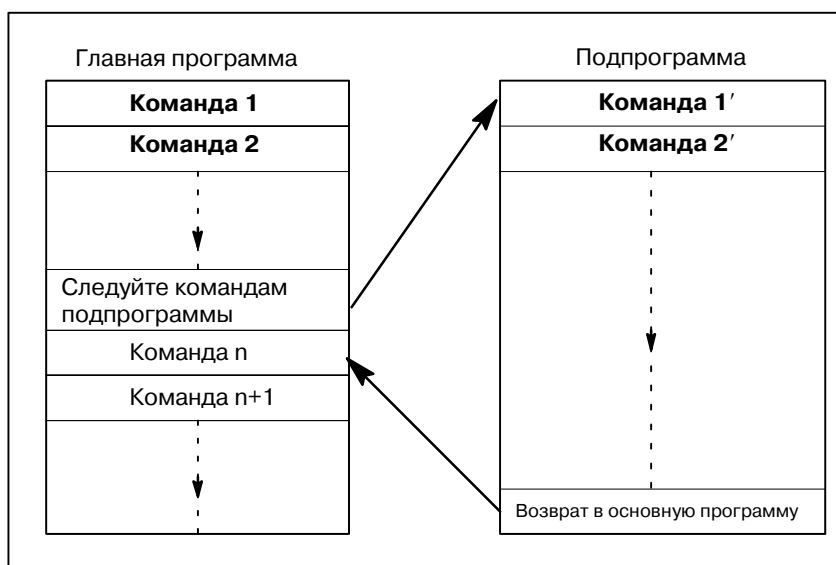 Главная программа
Команда 1
Команда 2
Следуйте командам
подпрограммы
Команда n
Команда n+1
Подпрограмма
Команда 1′
Команда 2′
Возврат в основную программу